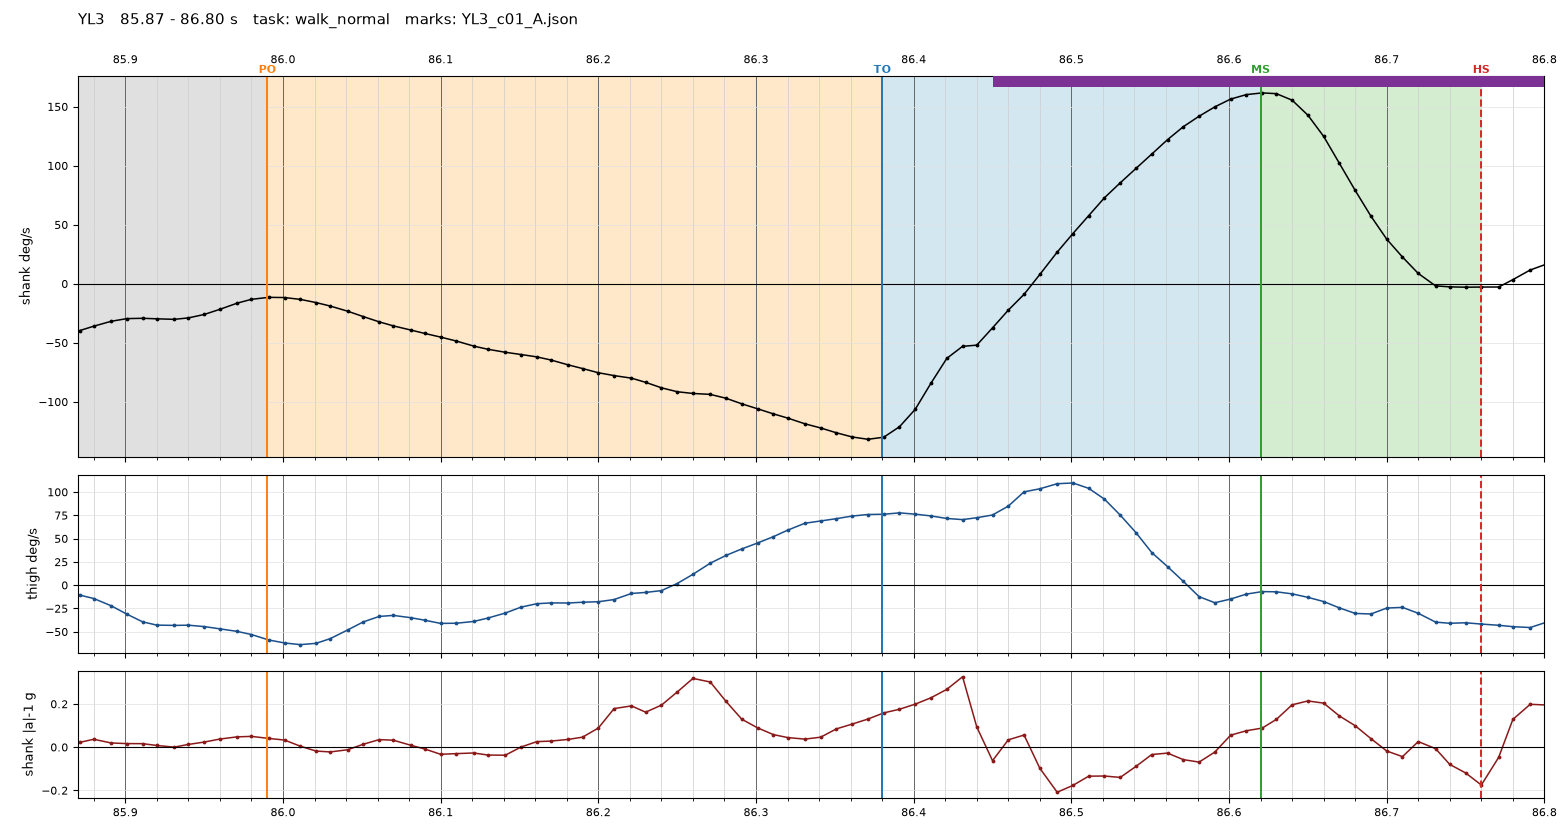 YL3   85.87 - 86.80 s   task: walk_normal   marks: YL3_c01_A.json
85.9 86.0 86.1 86.2 86.3 86.4 86.5 86.6 86.7 86.8
PO TO MS HS
150
100
50
0
−50
−100
shank deg/s
100
75
50
25
0
−25
−50
thigh deg/s
0.2
0.0
−0.2
shank |a|-1 g
85.9 86.0 86.1 86.2 86.3 86.4 86.5 86.6 86.7 86.8